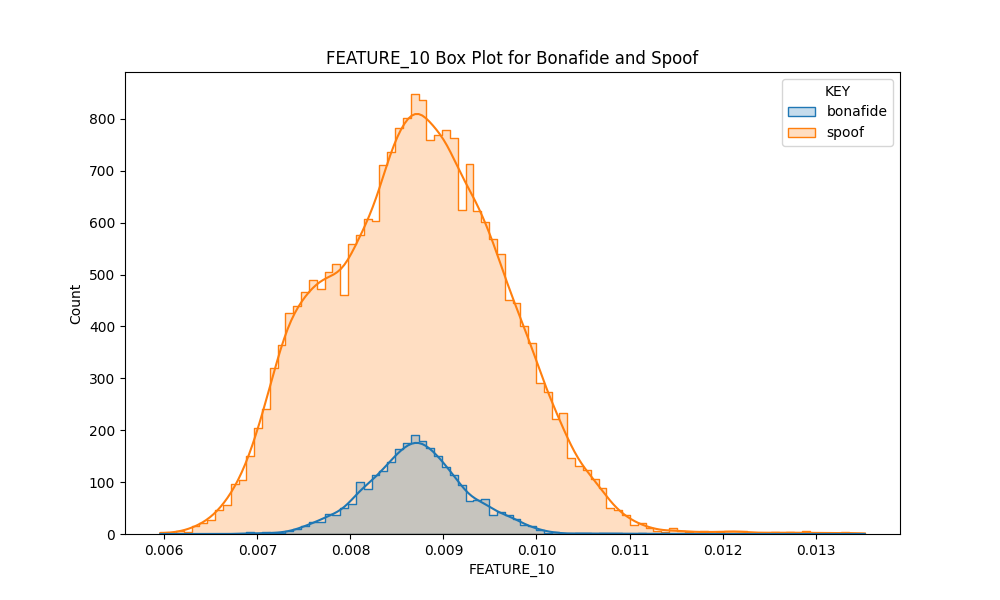 FEATURE_10 Box Plot for Bonafide and Spoof
KEY
bonafide
spoof
800
700
600
500
400
300
200
100
0
Count
0.006 0.007 0.008 0.009 0.010 0.011 0.012 0.013
FEATURE_10